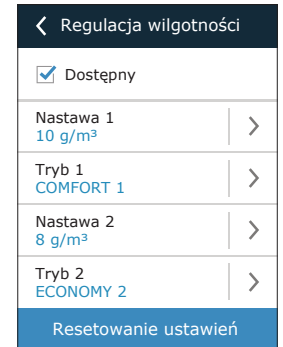 Regulacja wilgotności
Dostępny
Nastawa 1
10 g/m³
Tryb 1
COMFORT 1
Nastawa 2
8 g/m³
Tryb 2
ECONOMY 2
Resetowanie ustawień